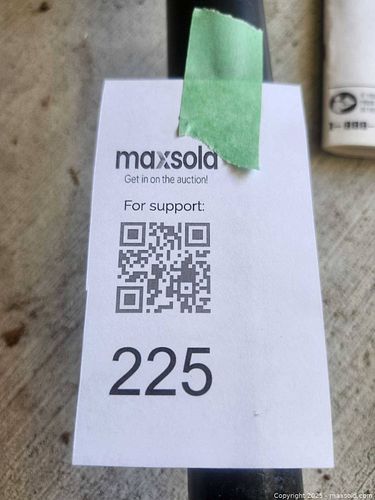 maxsold
Get in on the auction!
For support:
225
Copyright 2025 - maxsold.com